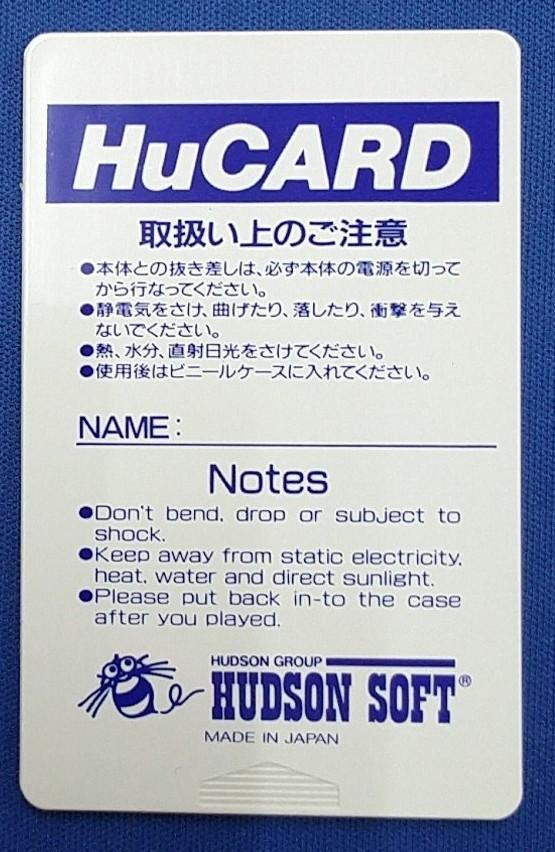 HuCARD
取扱い上のご注意
●本体との抜き差しは、必ず本体の電源を切って
から行なってください。
●静電気をさけ、曲げたり、落したり、衝撃を与え
ないでください。
●熱、水分、直射日光をさけてください。
●使用後はビニールケースに入れてください。
NAME:
Notes
●Don't bend, drop or subject to
shock.
●Keep away from static electricity,
heat, water and direct sunlight.
●Please put back in-to the case
after you played.
HUDSON GROUP
HUDSON SOFT®
MADE IN JAPAN